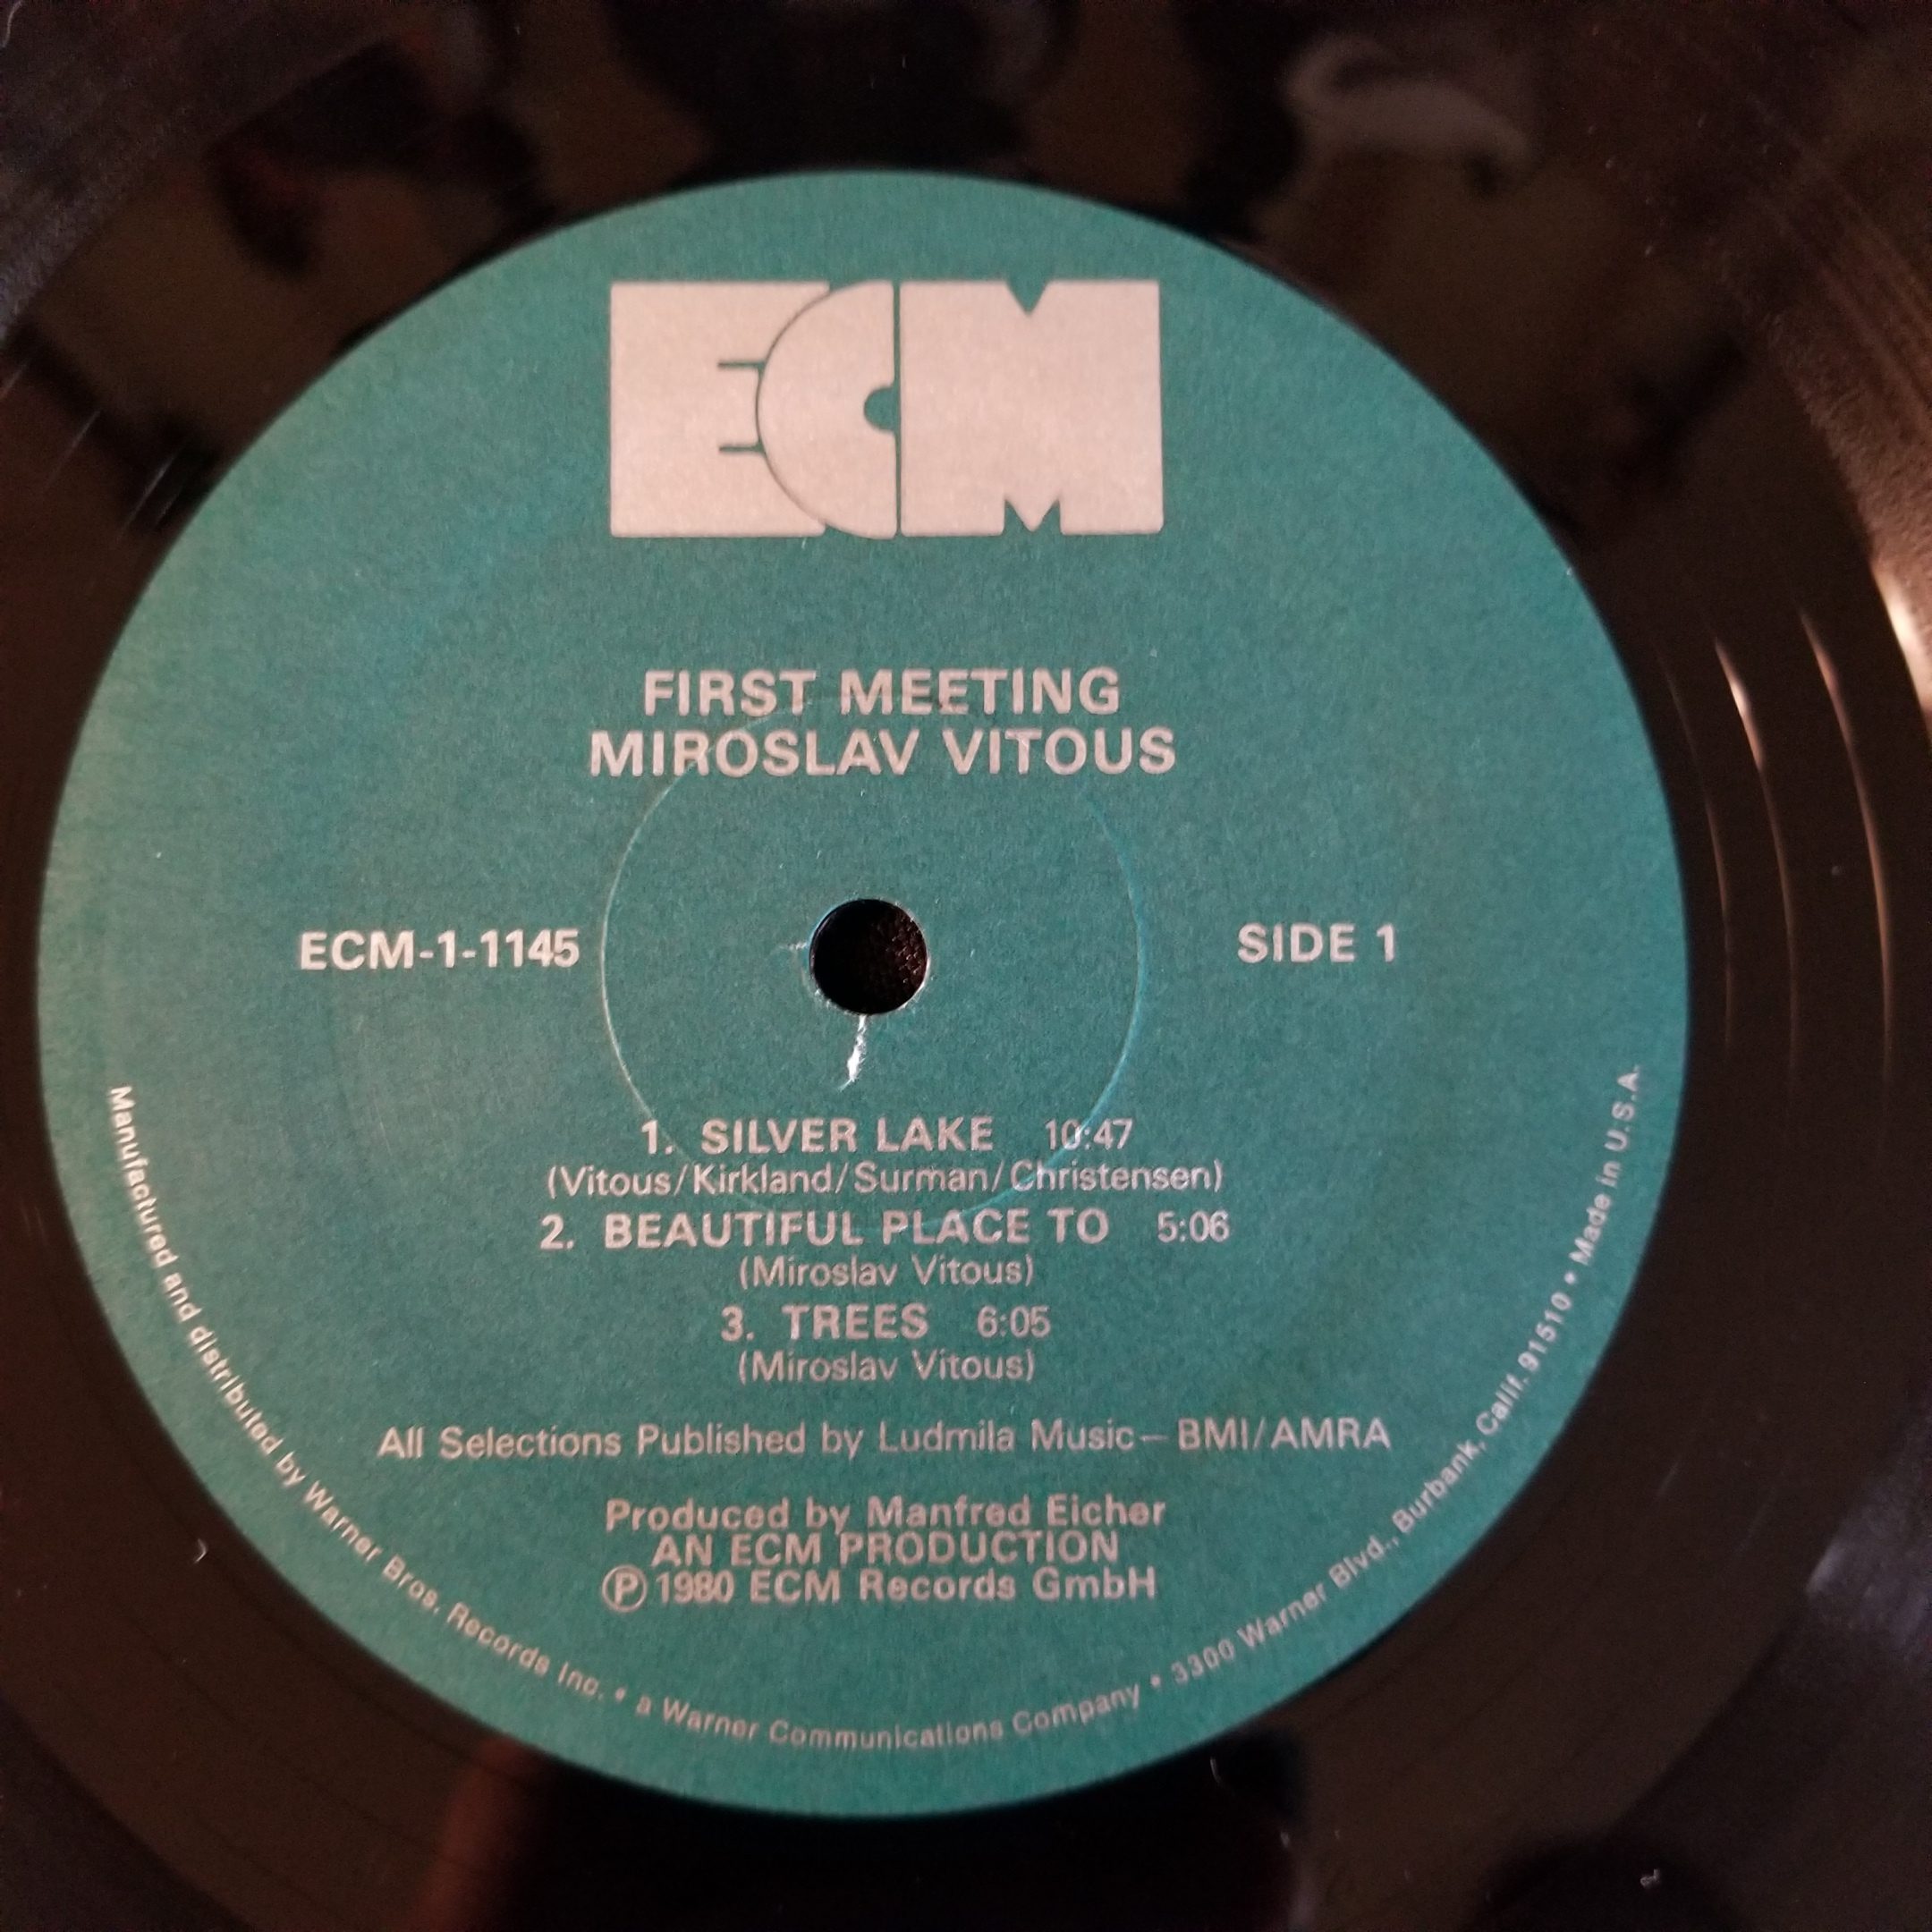 ECM
FIRST MEETING
MIROSLAV VITOUS
ECM-1-1145
SIDE 1
1. SILVER LAKE 10:47
(Vitous/Kirkland/Surman/Christensen)
2. BEAUTIFUL PLACE TO 5:06
(Miroslav Vitous)
3. TREES 6:05
(Miroslav Vitous)
All Selections Published by Ludmila Music—BMI/AMRA
Produced by Manfred Eicher
AN ECM PRODUCTION
Ⓟ1980 ECM Records GmbH
Manufactured and distributed by Warner Bros. Records Inc. • a Warner Communications Company • 3300 Warner Blvd., Burbank, Calif. 91510 • Made in U.S.A.